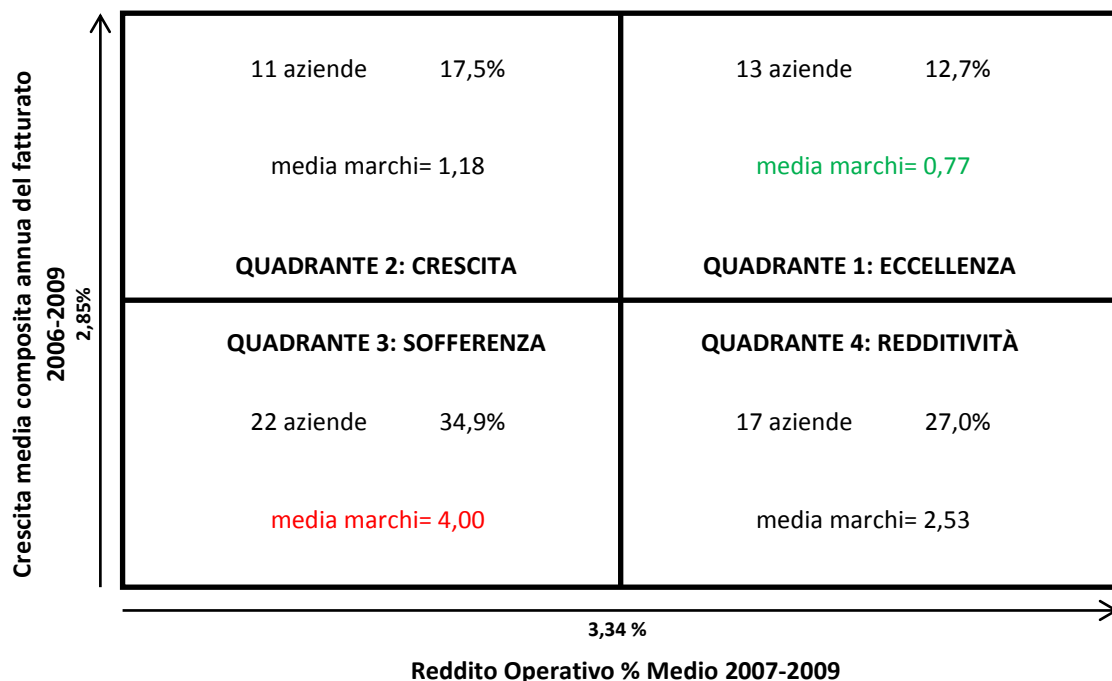 Crescita media composita annua del fatturato
2006-2009
2,85%
11 aziende 17,5%
media marchi= 1,18
QUADRANTE 2: CRESCITA
13 aziende 12,7%
media marchi= 0,77
QUADRANTE 1: ECCELLENZA
QUADRANTE 3: SOFFERENZA
22 aziende 34,9%
media marchi= 4,00
QUADRANTE 4: REDDITIVITÀ
17 aziende 27,0%
media marchi= 2,53
3,34 %
Reddito Operativo % Medio 2007-2009